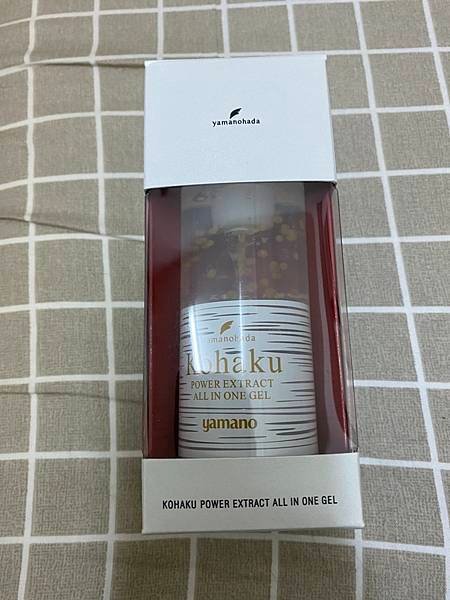 yamanohada
yamanohada
Kohaku
POWER EXTRACT
ALL IN ONE GEL
yamano
KOHAKU POWER EXTRACT ALL IN ONE GEL